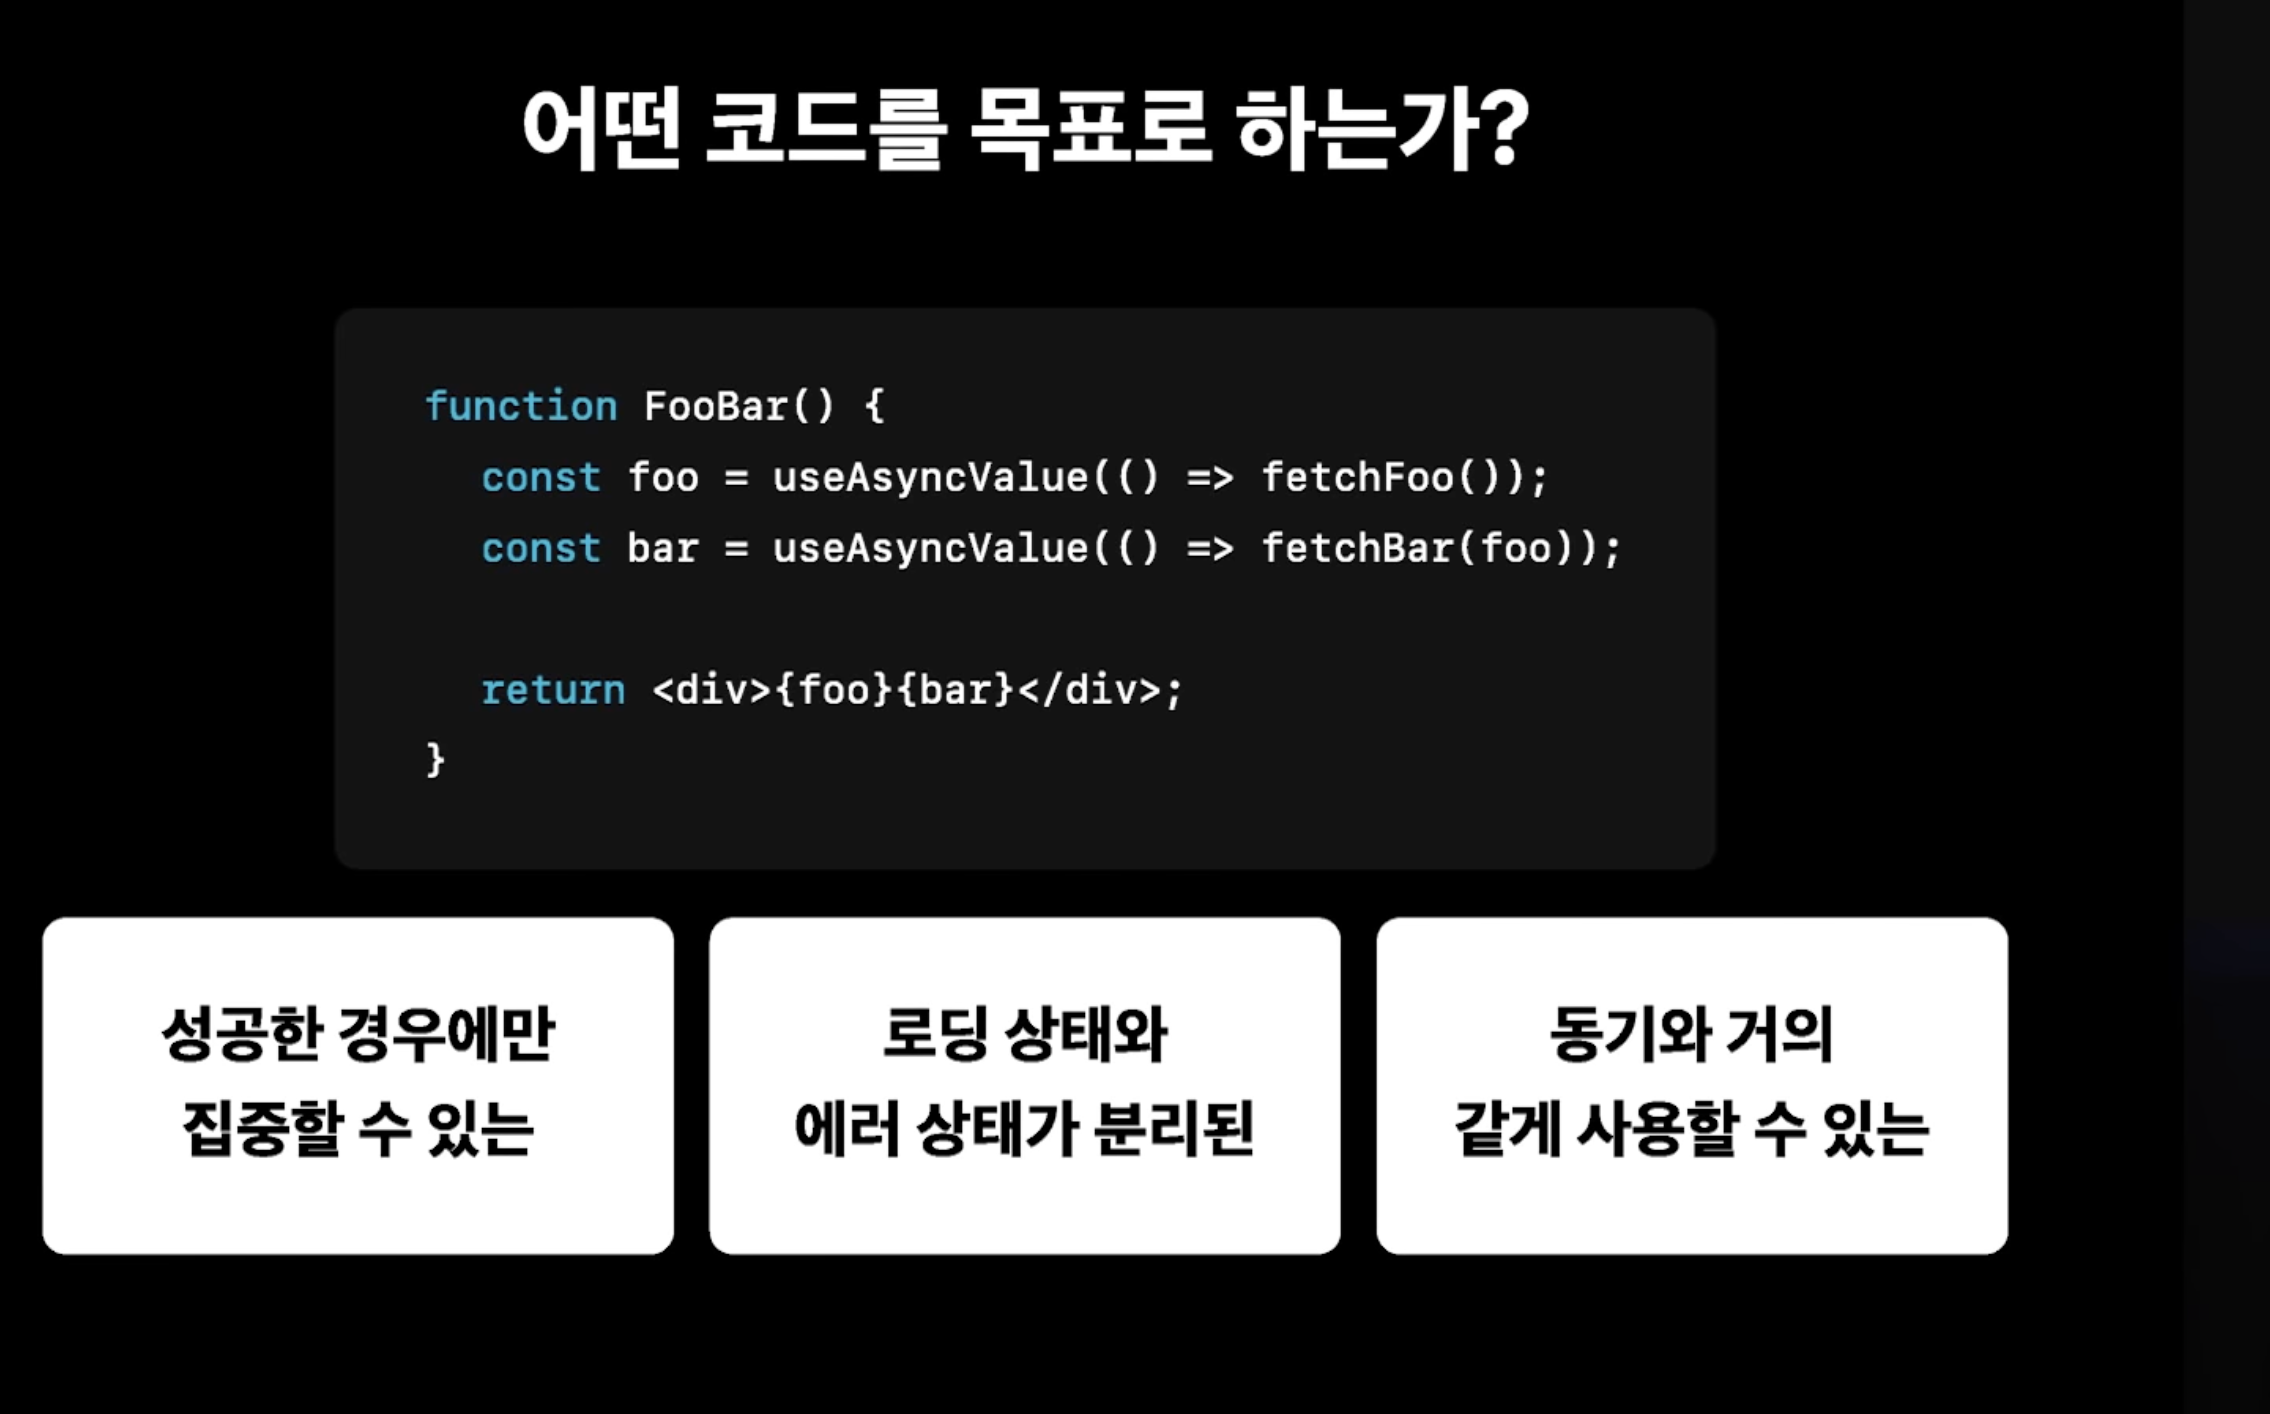 어떤 코드를 목표로 하는가?
function FooBar() {
  const foo = useAsyncValue(() => fetchFoo());
  const bar = useAsyncValue(() => fetchBar(foo));
  return <div>{foo}{bar}</div>;
}
성공한 경우에만
집중할 수 있는
로딩 상태와
에러 상태가 분리된
동기와 거의
같게 사용할 수 있는